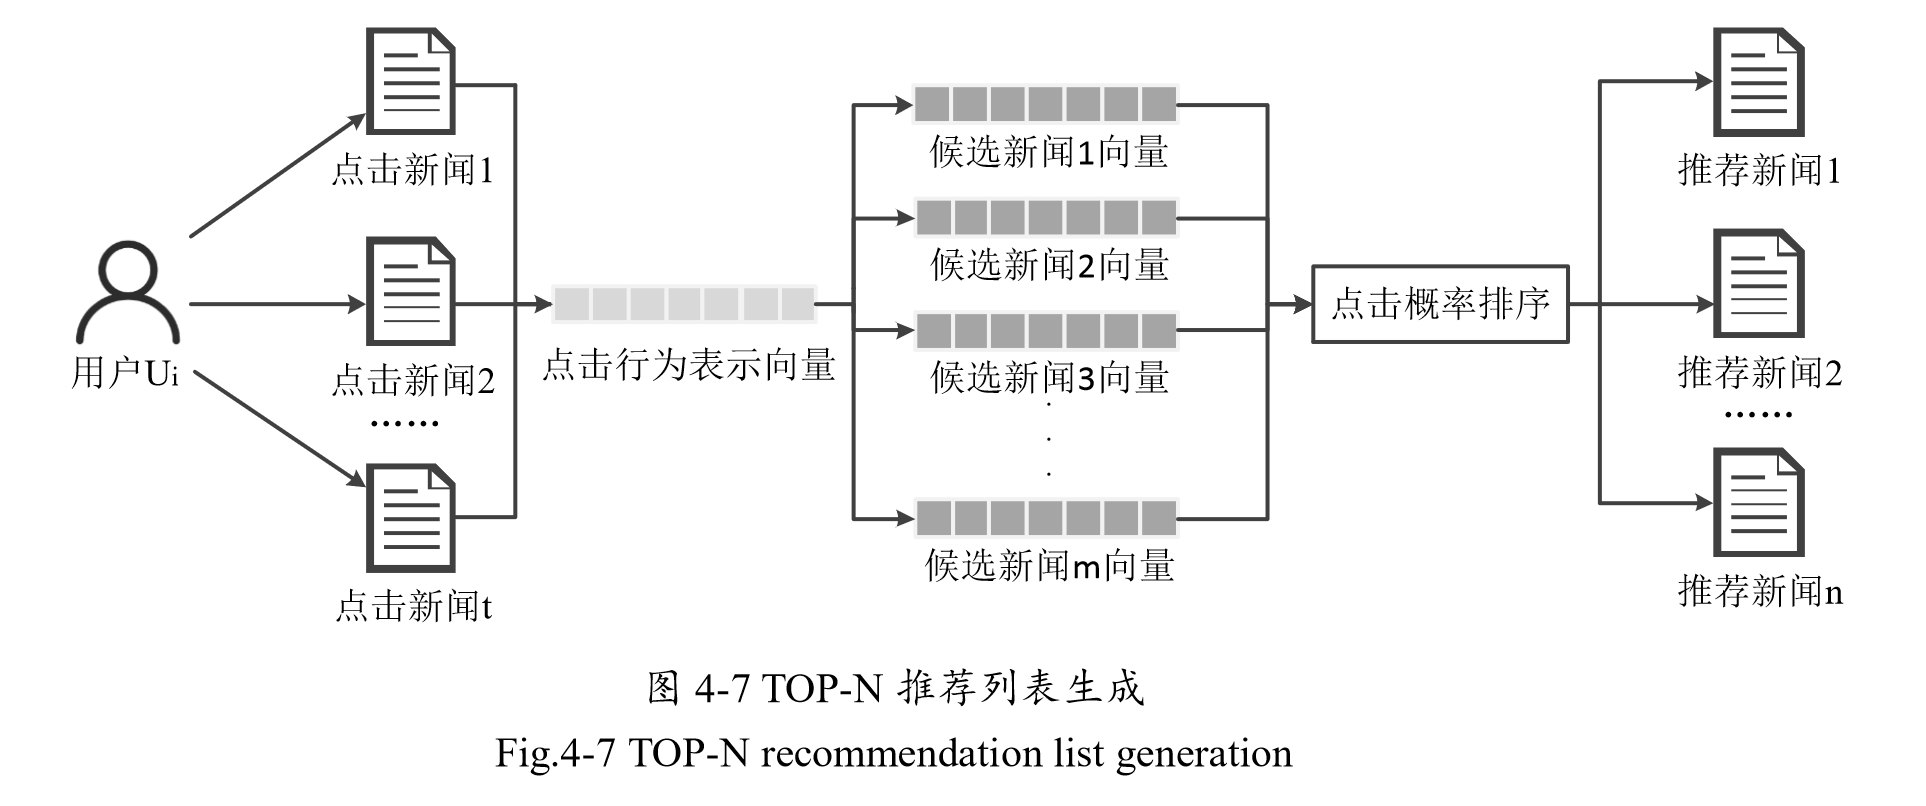 用户Ui
点击新闻1
点击新闻2
……
点击新闻t
点击行为表示向量
候选新闻1向量
候选新闻2向量
候选新闻3向量
.
.
.
候选新闻m向量
点击概率排序
推荐新闻1
推荐新闻2
……
推荐新闻n
图 4-7 TOP-N 推荐列表生成
Fig.4-7 TOP-N recommendation list generation